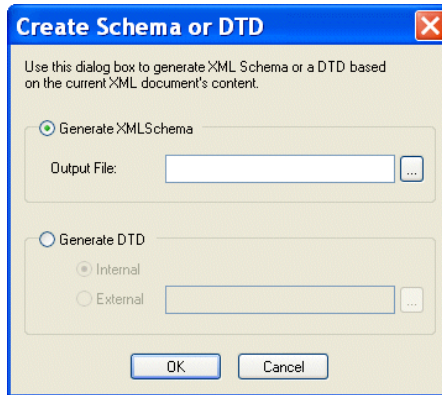 Create Schema or DTD
Use this dialog box to generate XML Schema or a DTD based
on the current XML document's content.
Generate XMLSchema
Output File:
...
Generate DTD
Internal
External
...
OK Cancel